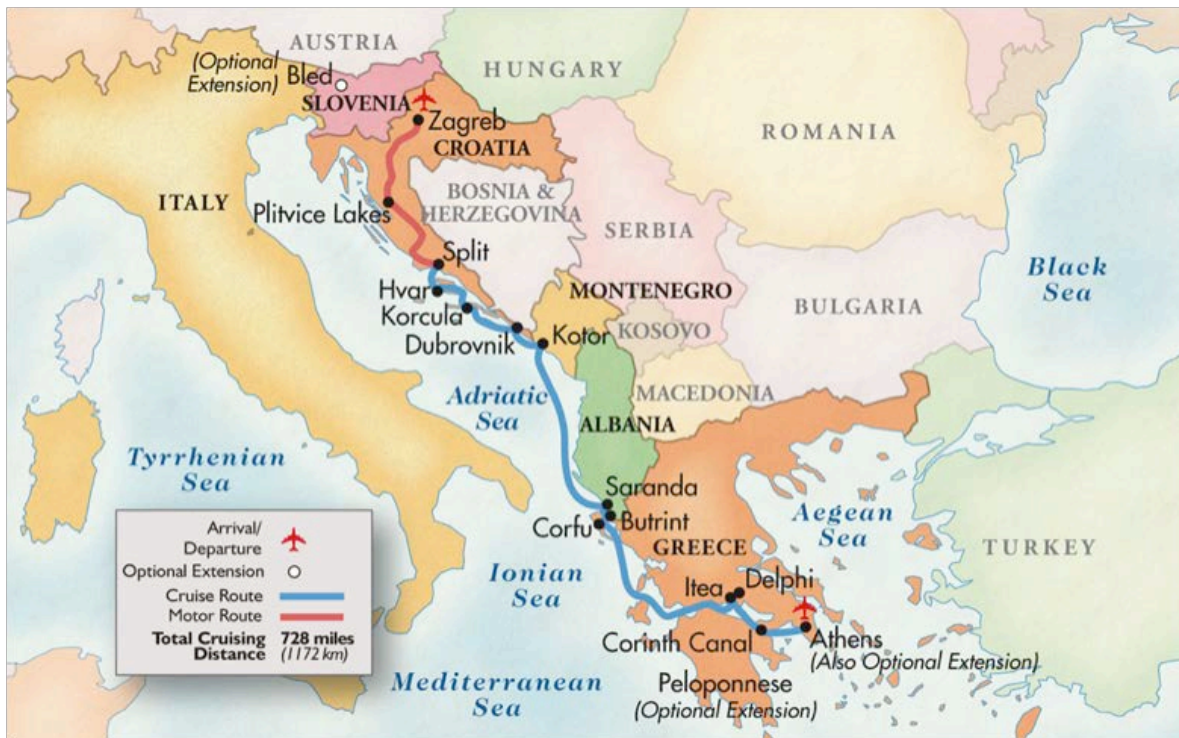 AUSTRIA
(Optional
Extension)
Bled
HUNGARY
SLOVENIA
Zagreb
CROATIA
ROMANIA
ITALY
BOSNIA &
HERZEGOVINA
Plitvice Lakes
SERBIA
Split
Black
Sea
Hvar
MONTENEGRO
BULGARIA
Korcula
KOSOVO
Dubrovnik
Kotor
MACEDONIA
Adriatic
Sea
ALBANIA
Tyrrhenian
Sea
Saranda
Butrint
Corfu
Aegean
Sea
GREECE
TURKEY
Ionian
Sea
Itea
Delphi
Corinth Canal
Athens
(Also Optional Extension)
Peloponnese
(Optional Extension)
Mediterranean
Sea
Arrival/
Departure
Optional Extension
Cruise Route
Motor Route
Total Cruising
Distance
728 miles
(1172 km)